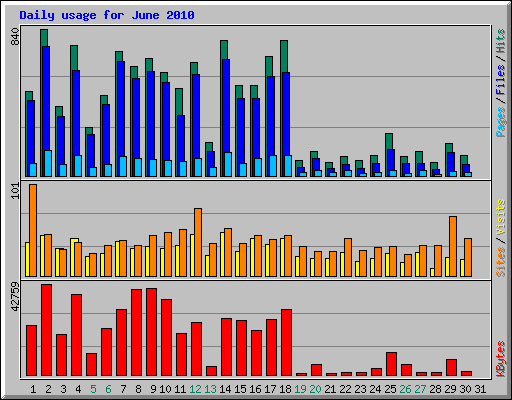 Daily usage for June 2010
840
Pages / Files / Hits
101
Sites / Visits
42759
KBytes
1 2 3 4 5 6 7 8 9 10 11 12 13 14 15 16 17 18 19 20 21 22 23 24 25 26 27 28 29 30 31